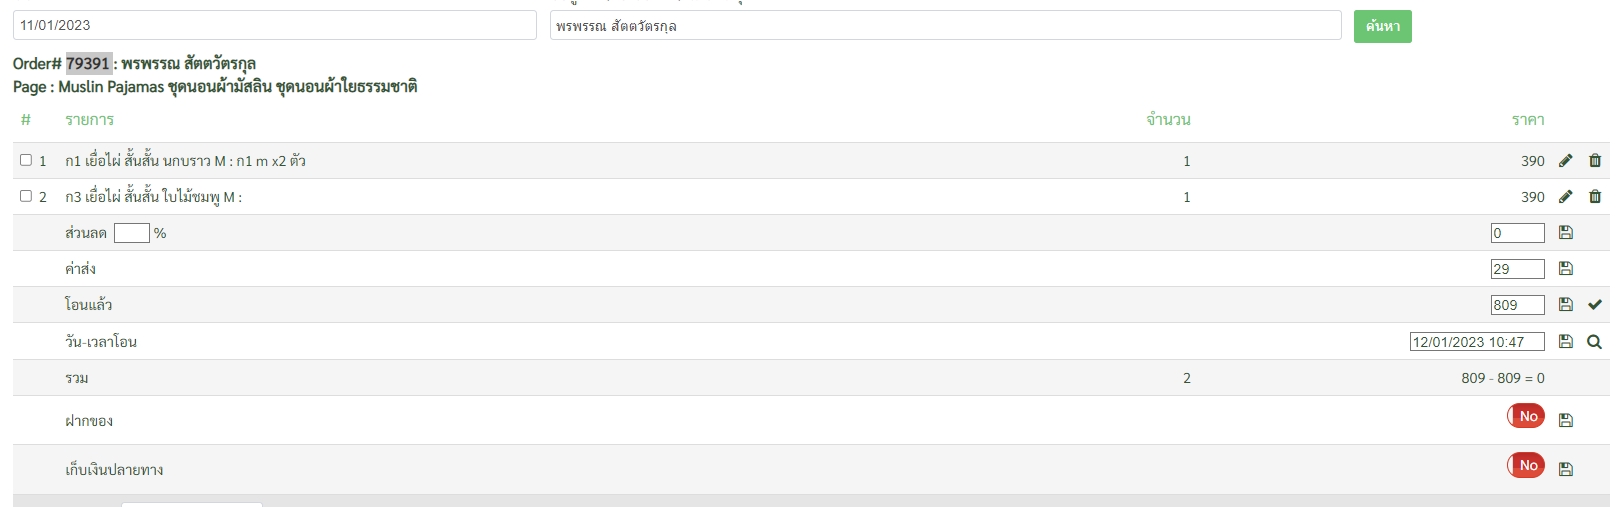 11/01/2023 พรพรรณ สัตตวัตรกุล ค้นหา
Order# 79391 : พรพรรณ สัตตวัตรกุล
Page : Muslin Pajamas ชุดนอนผ้ามัสลิน ชุดนอนผ้าใยธรรมชาติ
# รายการ จำนวน ราคา
1 ก1 เยื่อไผ่ สั้นสั้น นกบราว M : ก1 m x2 ตัว 1 390
2 ก3 เยื่อไผ่ สั้นสั้น ใบไม้ชมพู M : 1 390
ส่วนลด % 0
ค่าส่ง 29
โอนแล้ว 809
วัน-เวลาโอน 12/01/2023 10:47
รวม 2 809 - 809 = 0
ฝากของ No
เก็บเงินปลายทาง No